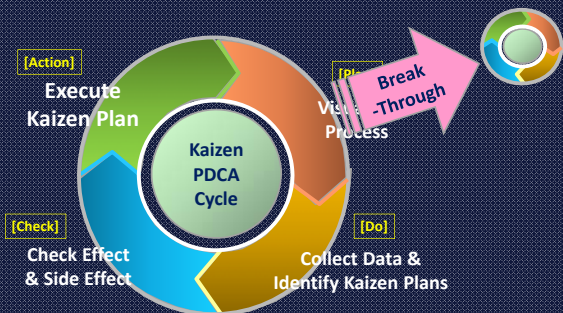 [Action]
Execute
Kaizen Plan
Process
Break
-Through
Kaizen
PDCA
Cycle
[Check]
Check Effect
& Side Effect
[Do]
Collect Data &
Identify Kaizen Plans